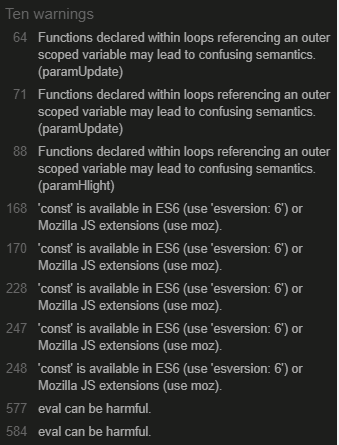 Ten warnings
64 Functions declared within loops referencing an outer
scoped variable may lead to confusing semantics.
(paramUpdate)
71 Functions declared within loops referencing an outer
scoped variable may lead to confusing semantics.
(paramUpdate)
88 Functions declared within loops referencing an outer
scoped variable may lead to confusing semantics.
(paramHlight)
168 'const' is available in ES6 (use 'esversion: 6') or
Mozilla JS extensions (use moz).
170 'const' is available in ES6 (use 'esversion: 6') or
Mozilla JS extensions (use moz).
228 'const' is available in ES6 (use 'esversion: 6') or
Mozilla JS extensions (use moz).
247 'const' is available in ES6 (use 'esversion: 6') or
Mozilla JS extensions (use moz).
248 'const' is available in ES6 (use 'esversion: 6') or
Mozilla JS extensions (use moz).
577 eval can be harmful.
584 eval can be harmful.